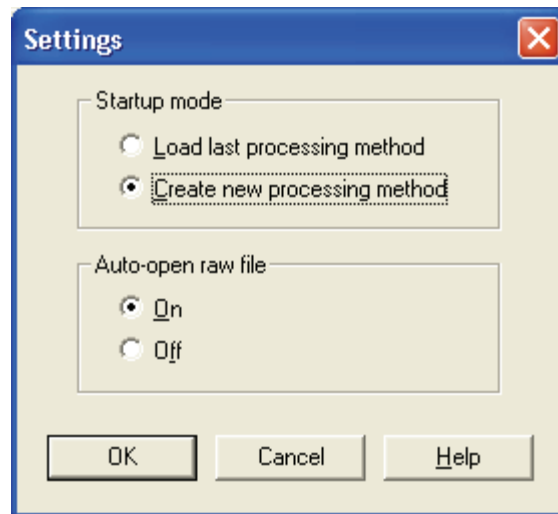 Settings
Startup mode
Load last processing method
Create new processing method
Auto-open raw file
On
Off
OK Cancel Help